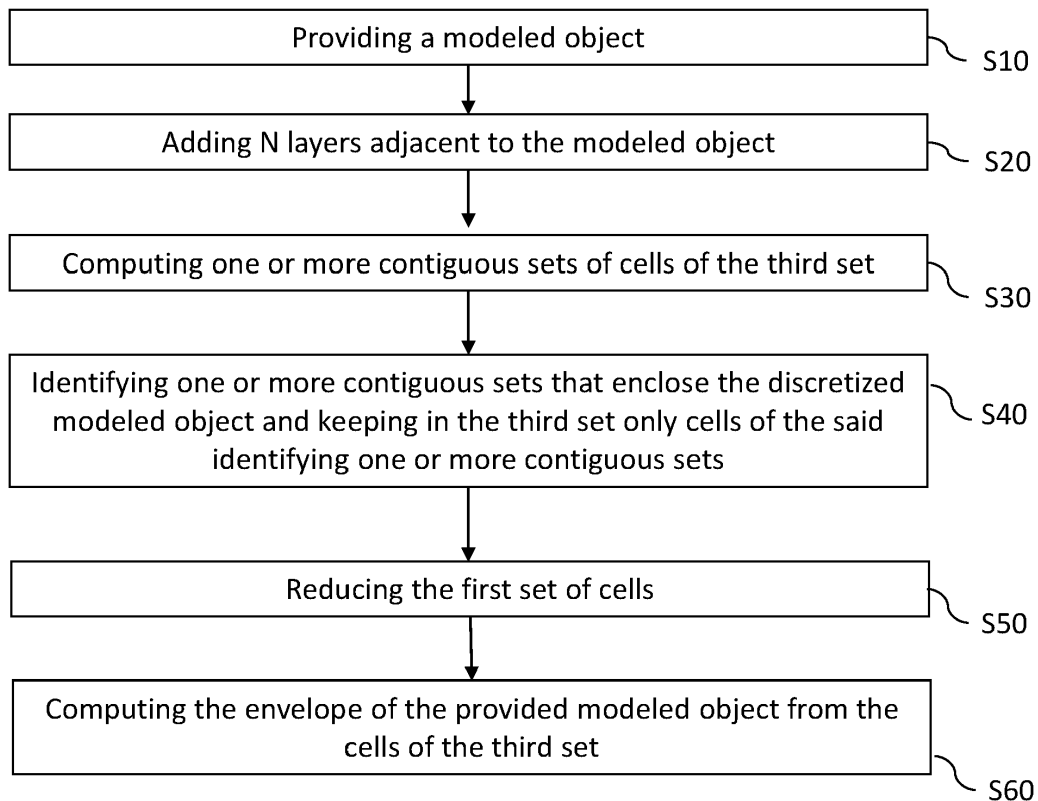 Providing a modeled object
S10
Adding N layers adjacent to the modeled object
S20
Computing one or more contiguous sets of cells of the third set
S30
Identifying one or more contiguous sets that enclose the discretized
modeled object and keeping in the third set only cells of the said
identifying one or more contiguous sets
S40
Reducing the first set of cells
S50
Computing the envelope of the provided modeled object from the
cells of the third set
S60